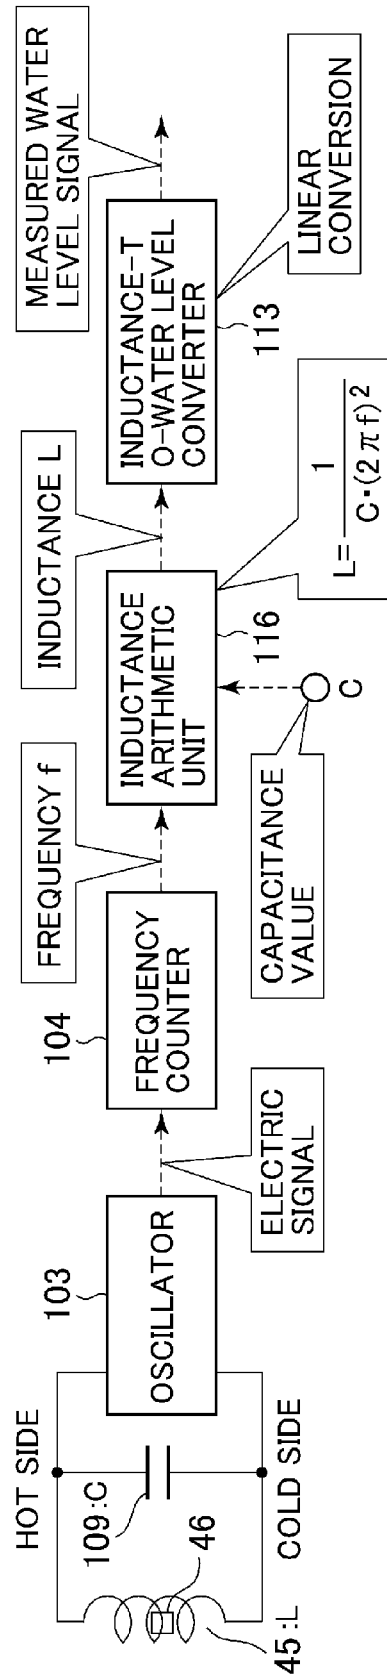 HOT SIDE
109:C
46
45:L
COLD SIDE
103
OSCILLATOR
ELECTRIC
SIGNAL
104
FREQUENCY
COUNTER
FREQUENCY f
CAPACITANCE
VALUE
C
INDUCTANCE
ARITHMETIC
UNIT
116
L= 1 / C・(2πf)²
INDUCTANCE L
INDUCTANCE-T
O-WATER LEVEL
CONVERTER
113
LINEAR
CONVERSION
MEASURED WATER
LEVEL SIGNAL